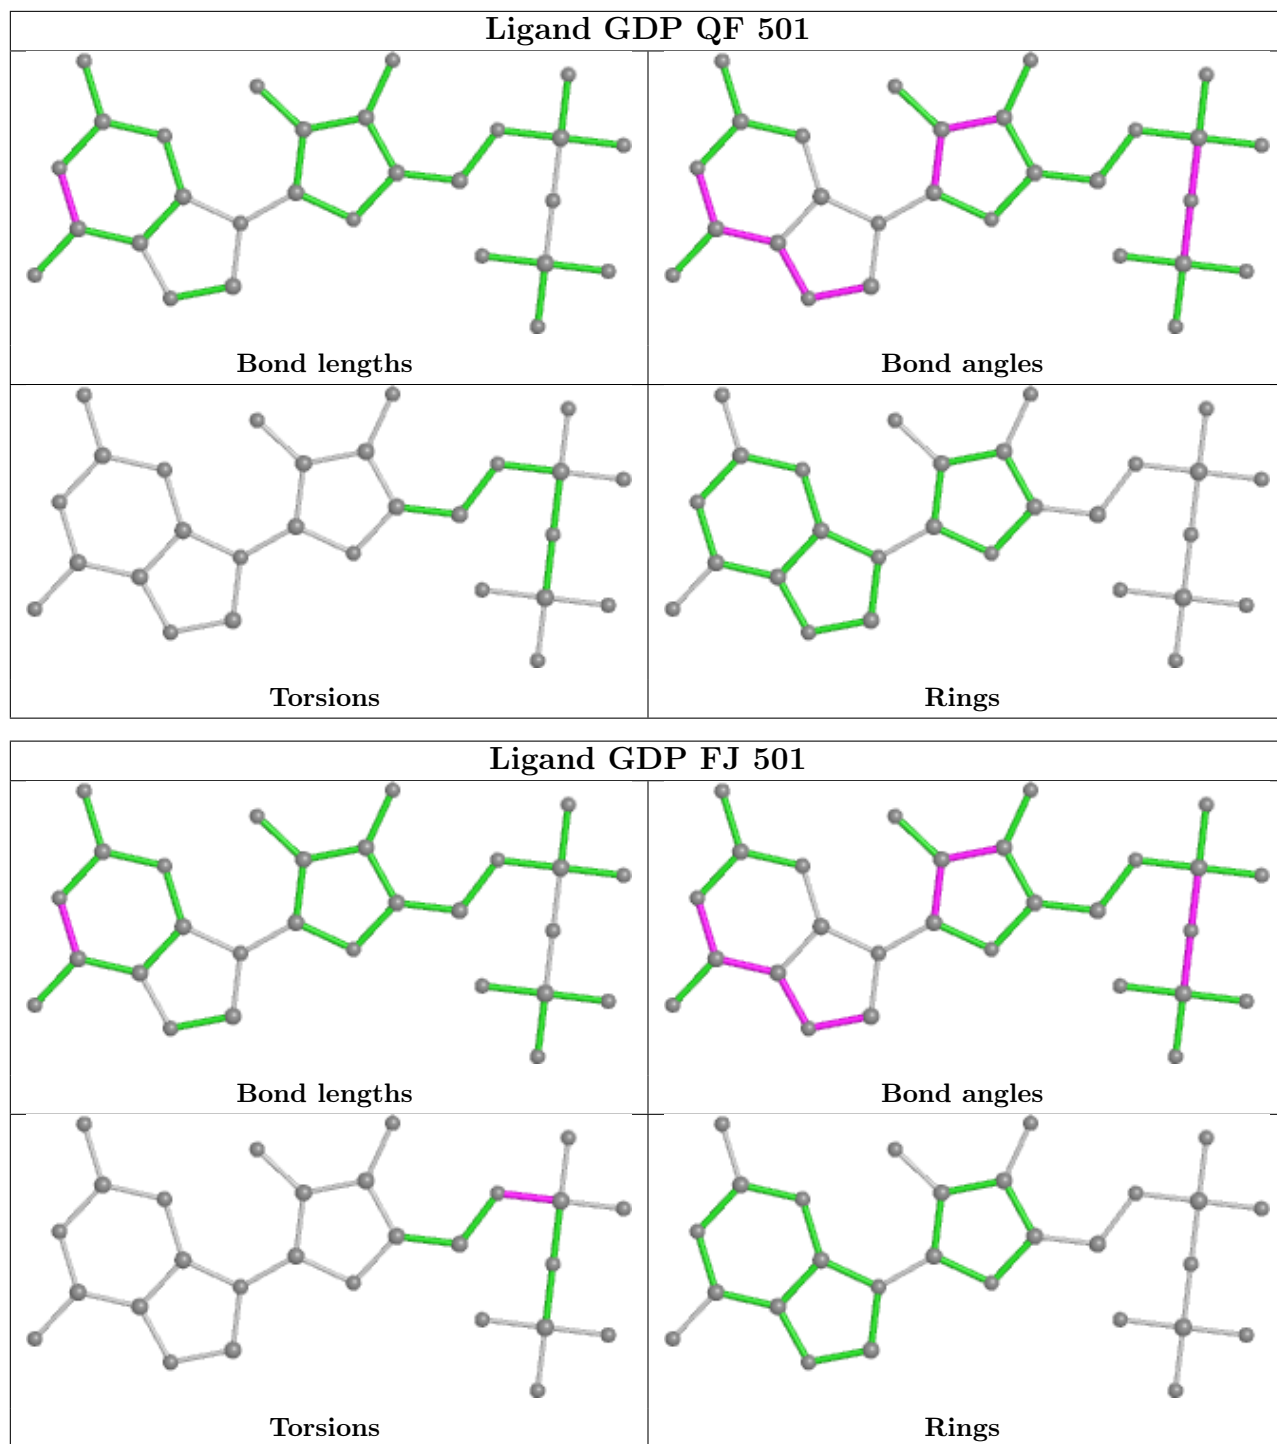 Ligand GDP QF 501
Bond lengths
Bond angles
Torsions
Rings
Ligand GDP FJ 501
Bond lengths
Bond angles
Torsions
Rings